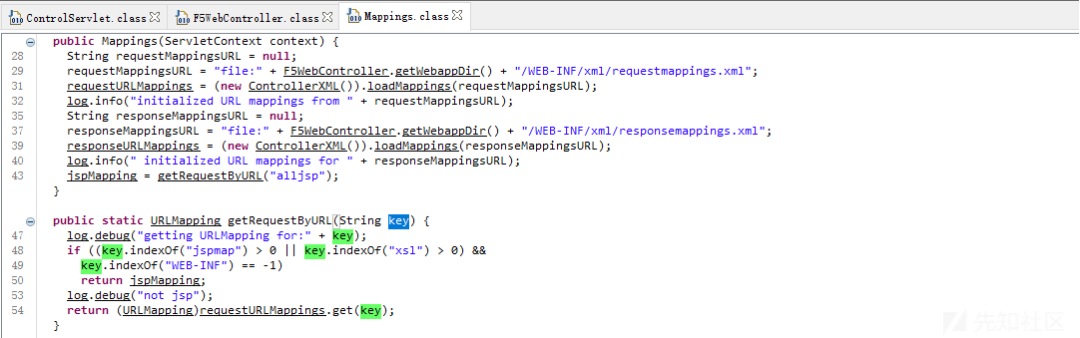 ControlServlet.class F5WebController.class Mappings.class
public Mappings(ServletContext context) {
28 String requestMappingsURL = null;
29 requestMappingsURL = "file:" + F5WebController.getWebappDir() + "/WEB-INF/xml/requestmappings.xml";
31 requestURLMappings = (new ControllerXML()).loadMappings(requestMappingsURL);
32 log.info("initialized URL mappings from " + requestMappingsURL);
35 String responseMappingsURL = null;
37 responseMappingsURL = "file:" + F5WebController.getWebappDir() + "/WEB-INF/xml/responsemappings.xml";
39 responseURLMappings = (new ControllerXML()).loadMappings(responseMappingsURL);
40 log.info(" initialized URL mappings for " + responseMappingsURL);
43 jspMapping = getRequestByURL("alljsp");
}
public static URLMapping getRequestByURL(String key) {
47 log.debug("getting URLMapping for:" + key);
48 if ((key.indexOf("jspmap") > 0 || key.indexOf("xsl") > 0) &&
49 key.indexOf("WEB-INF") == -1)
50 return jspMapping;
53 log.debug("not jsp");
54 return (URLMapping)requestURLMappings.get(key);
}
先知社区